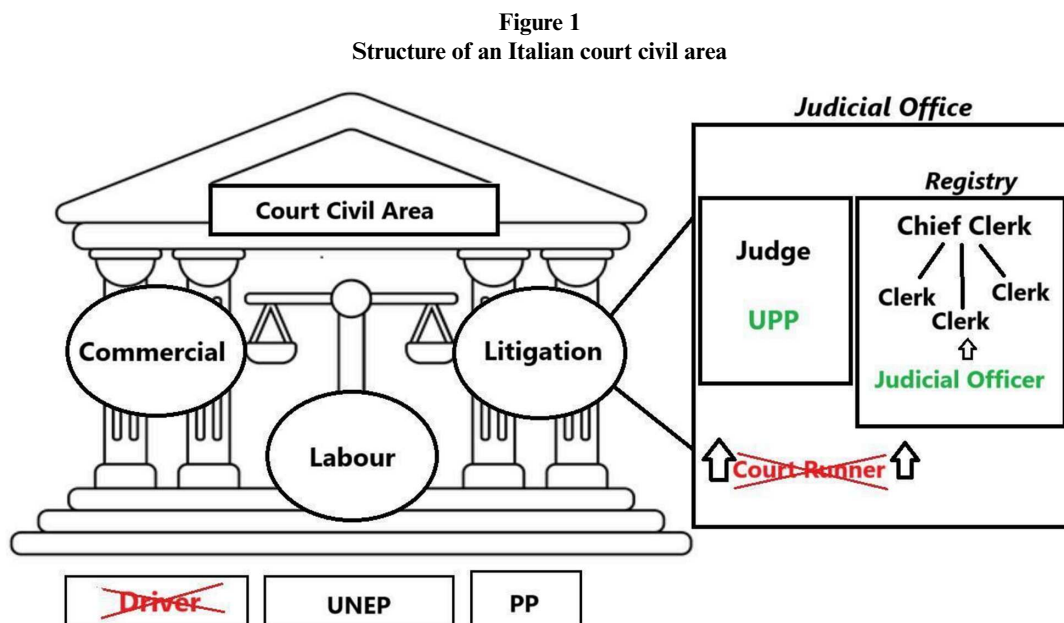 Figure 1
Structure of an Italian court civil area
Judicial Office
Registry
Court Civil Area
Chief Clerk
Judge
Clerk
Clerk
Clerk
UPP
Commercial
Litigation
Judicial Officer
Labour
Court Runner
Driver
UNEP
PP